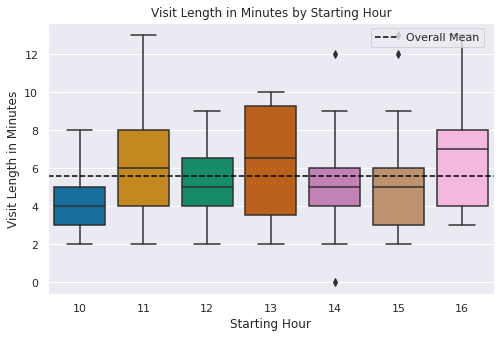 Visit Length in Minutes by Starting Hour
Overall Mean
12
10
8
6
4
2
0
Visit Length in Minutes
10 11 12 13 14 15 16
Starting Hour